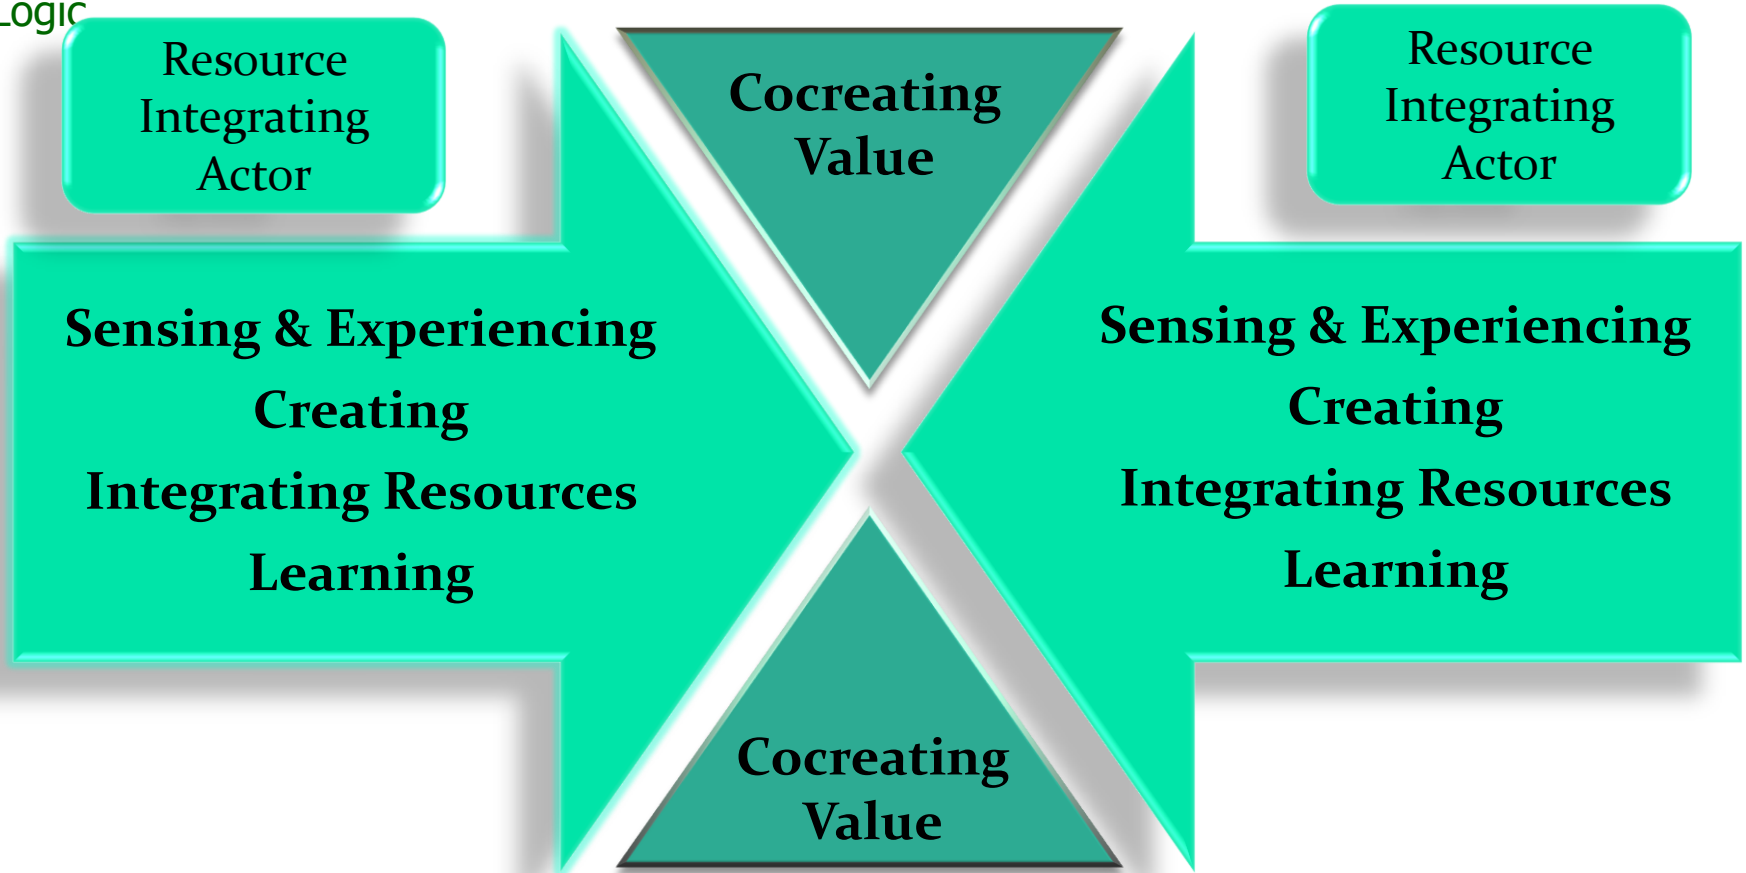 Logic
Resource
Integrating
Actor
Cocreating
Value
Resource
Integrating
Actor
Sensing & Experiencing
Creating
Integrating Resources
Learning
Sensing & Experiencing
Creating
Integrating Resources
Learning
Cocreating
Value